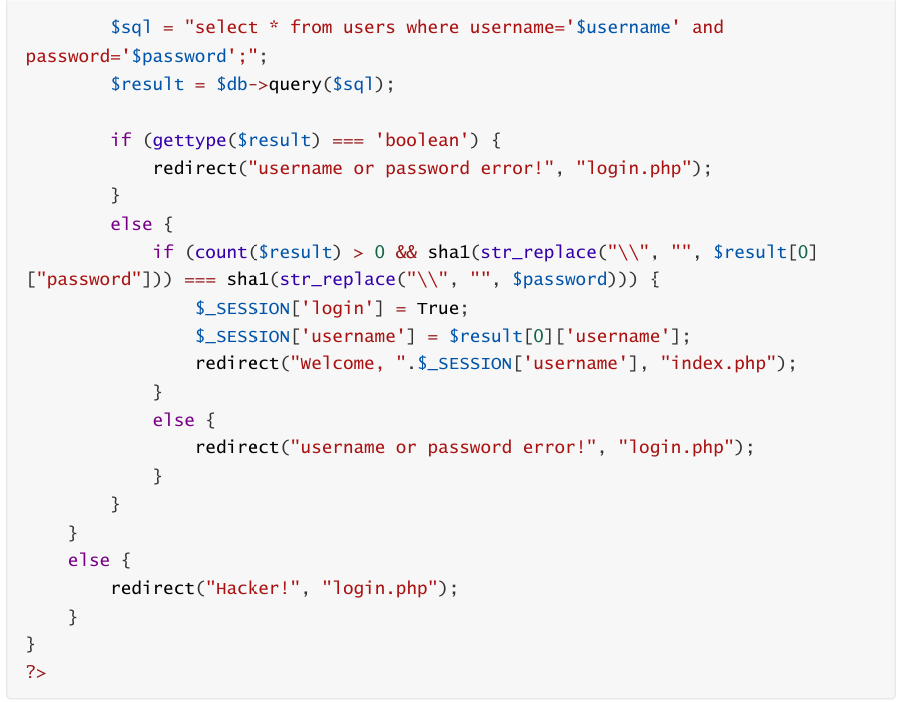 $sql = "select * from users where username='$username' and
password='$password';";
$result = $db->query($sql);
if (gettype($result) === 'boolean') {
redirect("username or password error!", "login.php");
}
else {
if (count($result) > 0 && sha1(str_replace("\\", "", $result[0]
["password"])) === sha1(str_replace("\\", "", $password))) {
$_SESSION['login'] = True;
$_SESSION['username'] = $result[0]['username'];
redirect("Welcome, ".$_SESSION['username'], "index.php");
}
else {
redirect("username or password error!", "login.php");
}
}
}
else {
redirect("Hacker!", "login.php");
}
}
?>